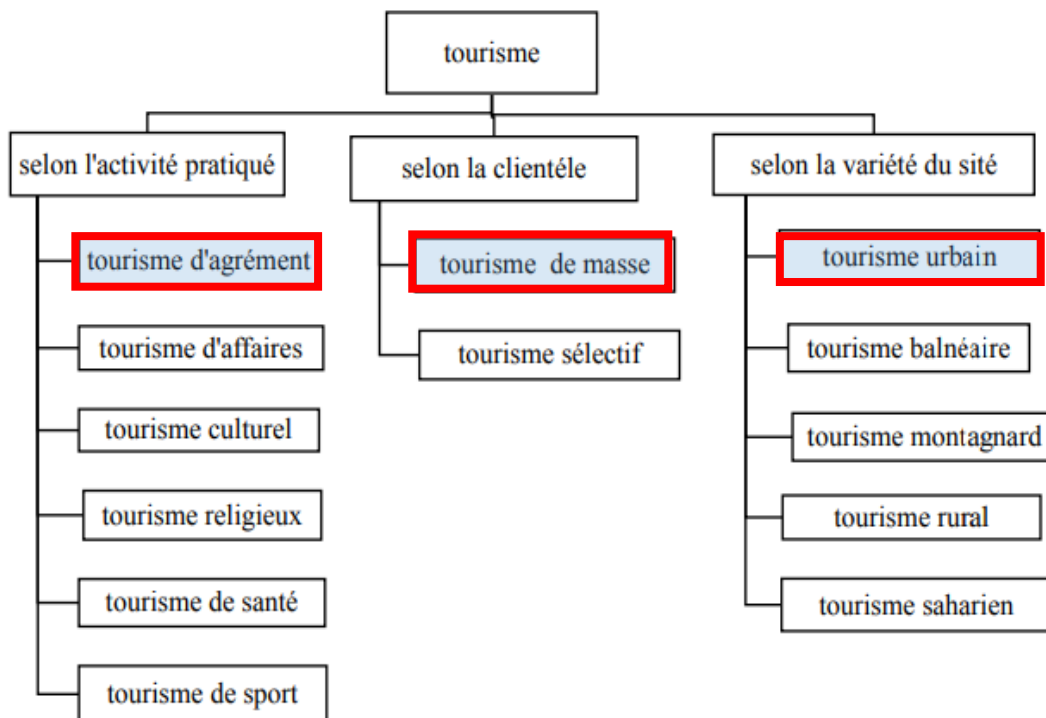 tourisme
selon l'activité pratiqué
selon la clientéle
selon la variété du sité
tourisme d'agrément
tourisme d'affaires
tourisme culturel
tourisme religieux
tourisme de santé
tourisme de sport
tourisme de masse
tourisme sélectif
tourisme urbain
tourisme balnéaire
tourisme montagnard
tourisme rural
tourisme saharien